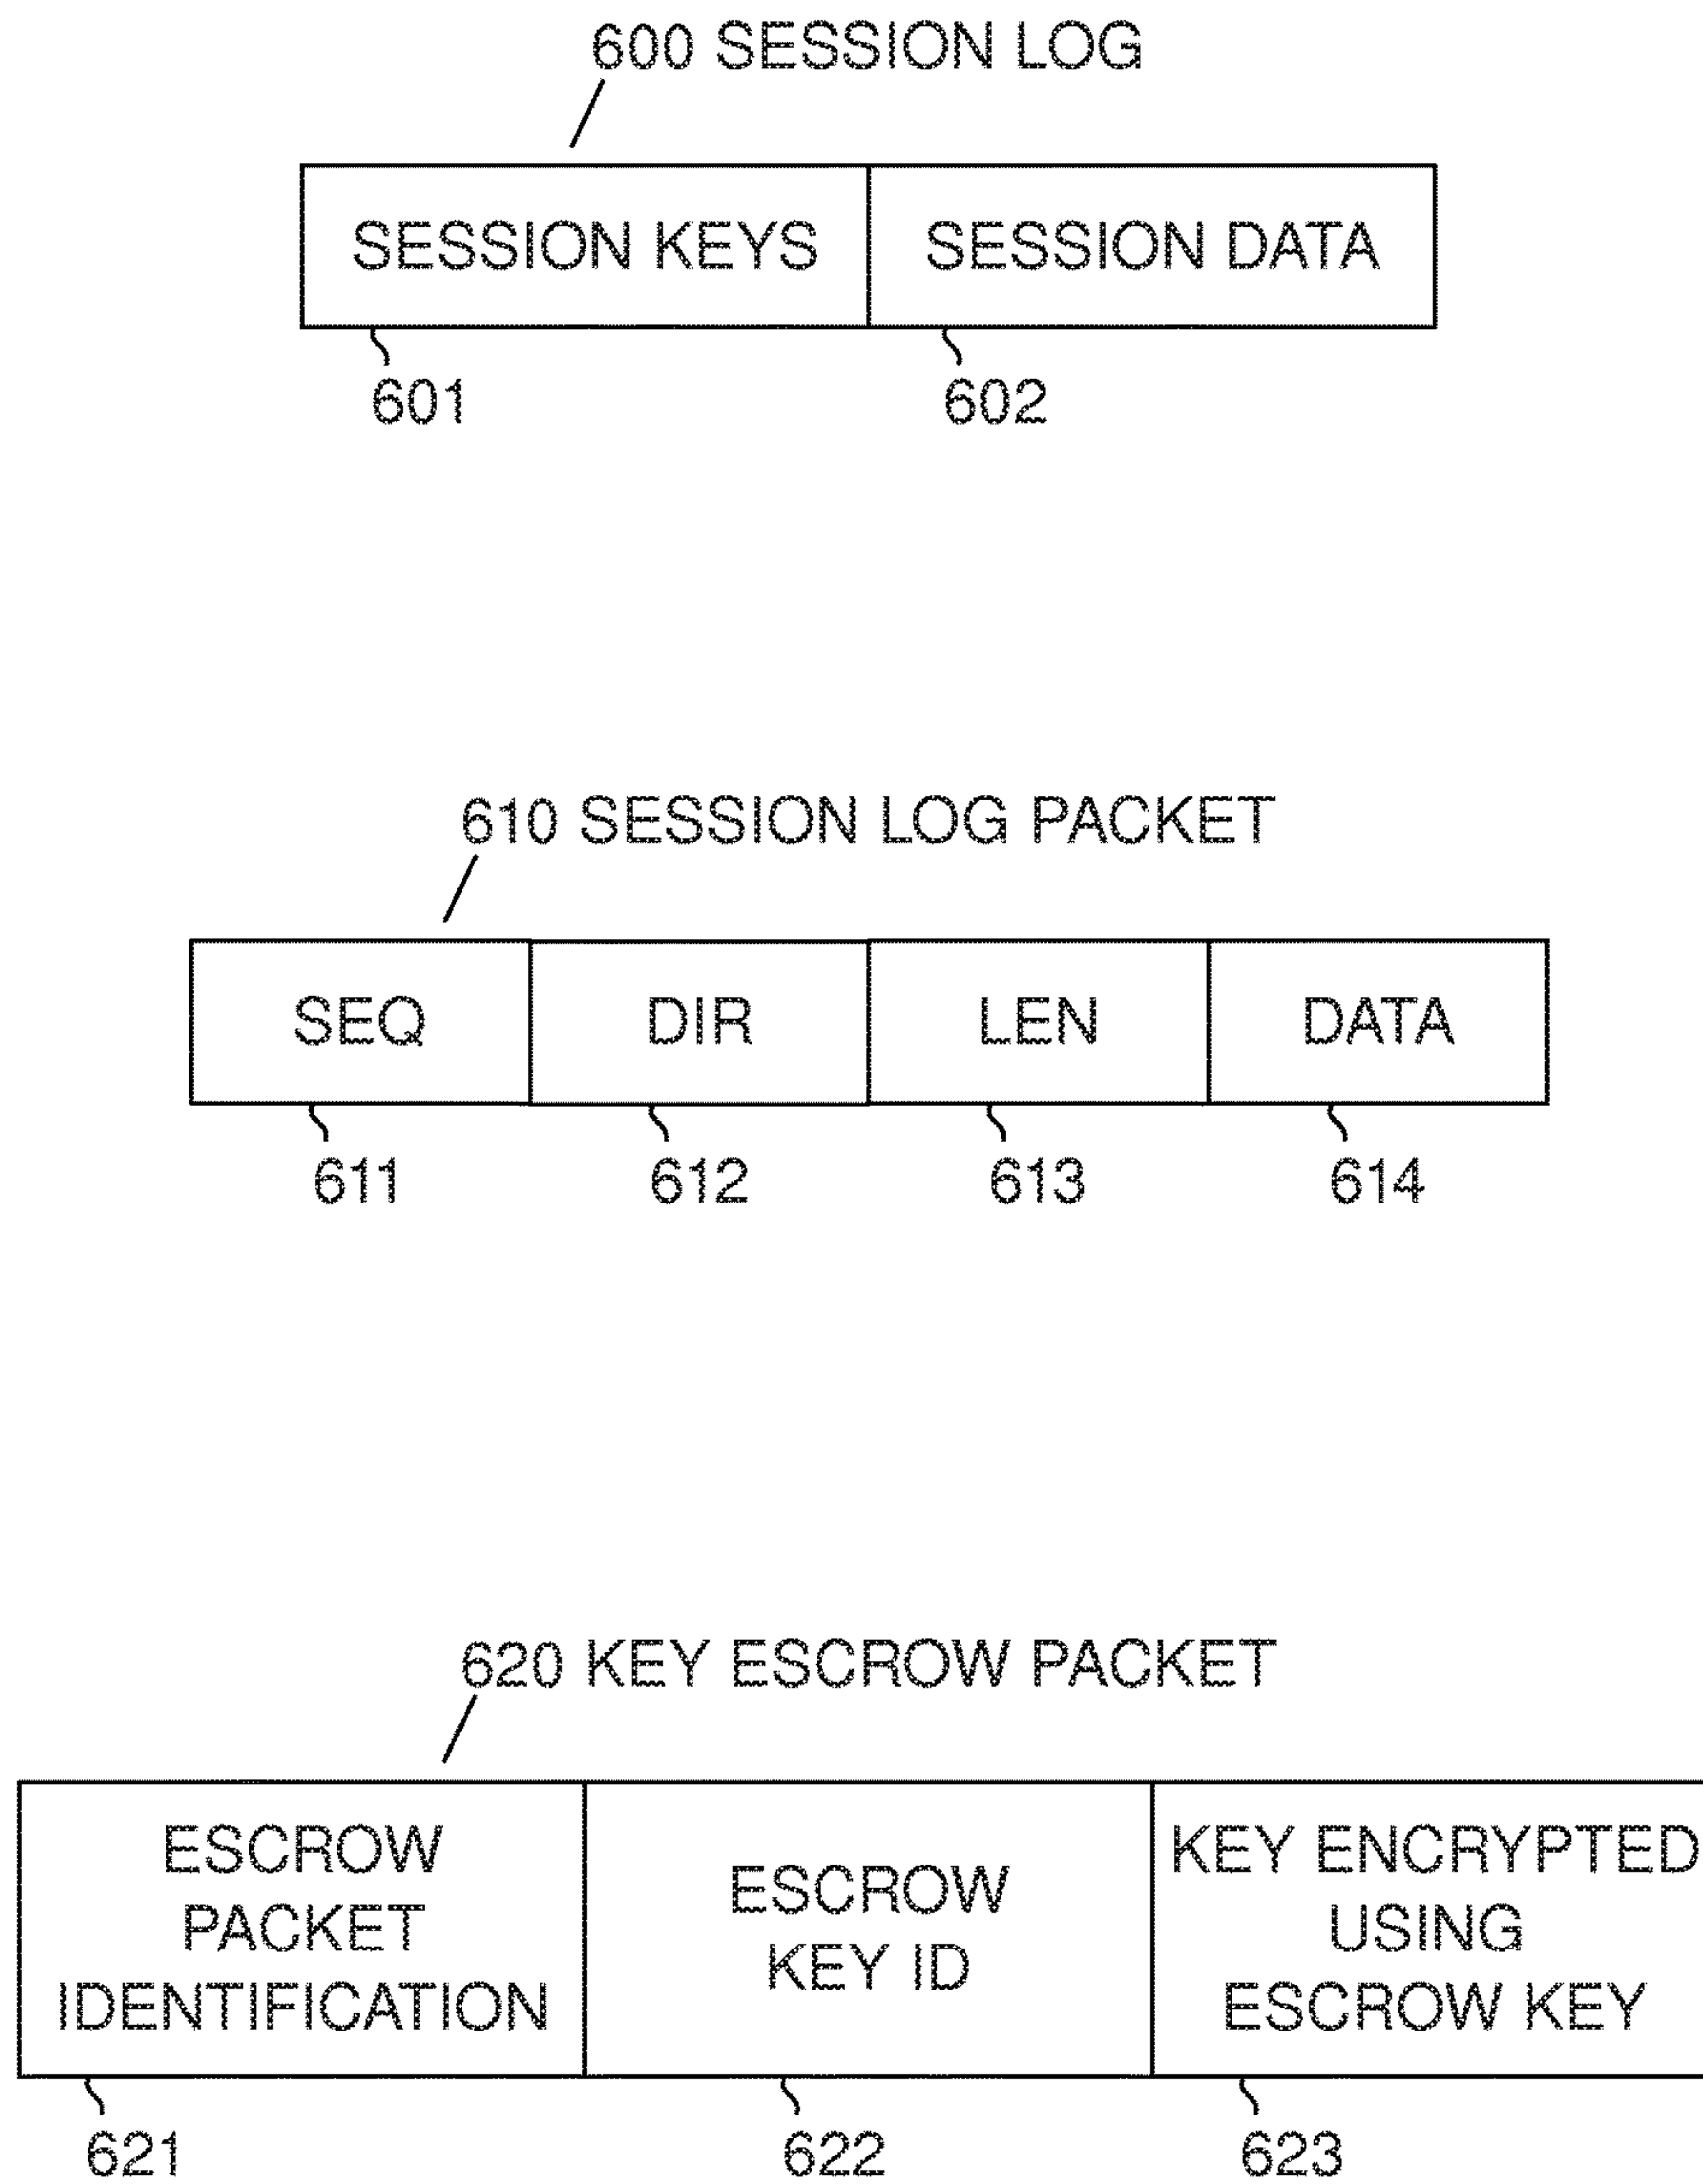 600 SESSION LOG
SESSION KEYS SESSION DATA
601 602
610 SESSION LOG PACKET
SEQ DIR LEN DATA
611 612 613 614
620 KEY ESCROW PACKET
ESCROW
PACKET
IDENTIFICATION
ESCROW
KEY ID
KEY ENCRYPTED
USING
ESCROW KEY
621 622 623